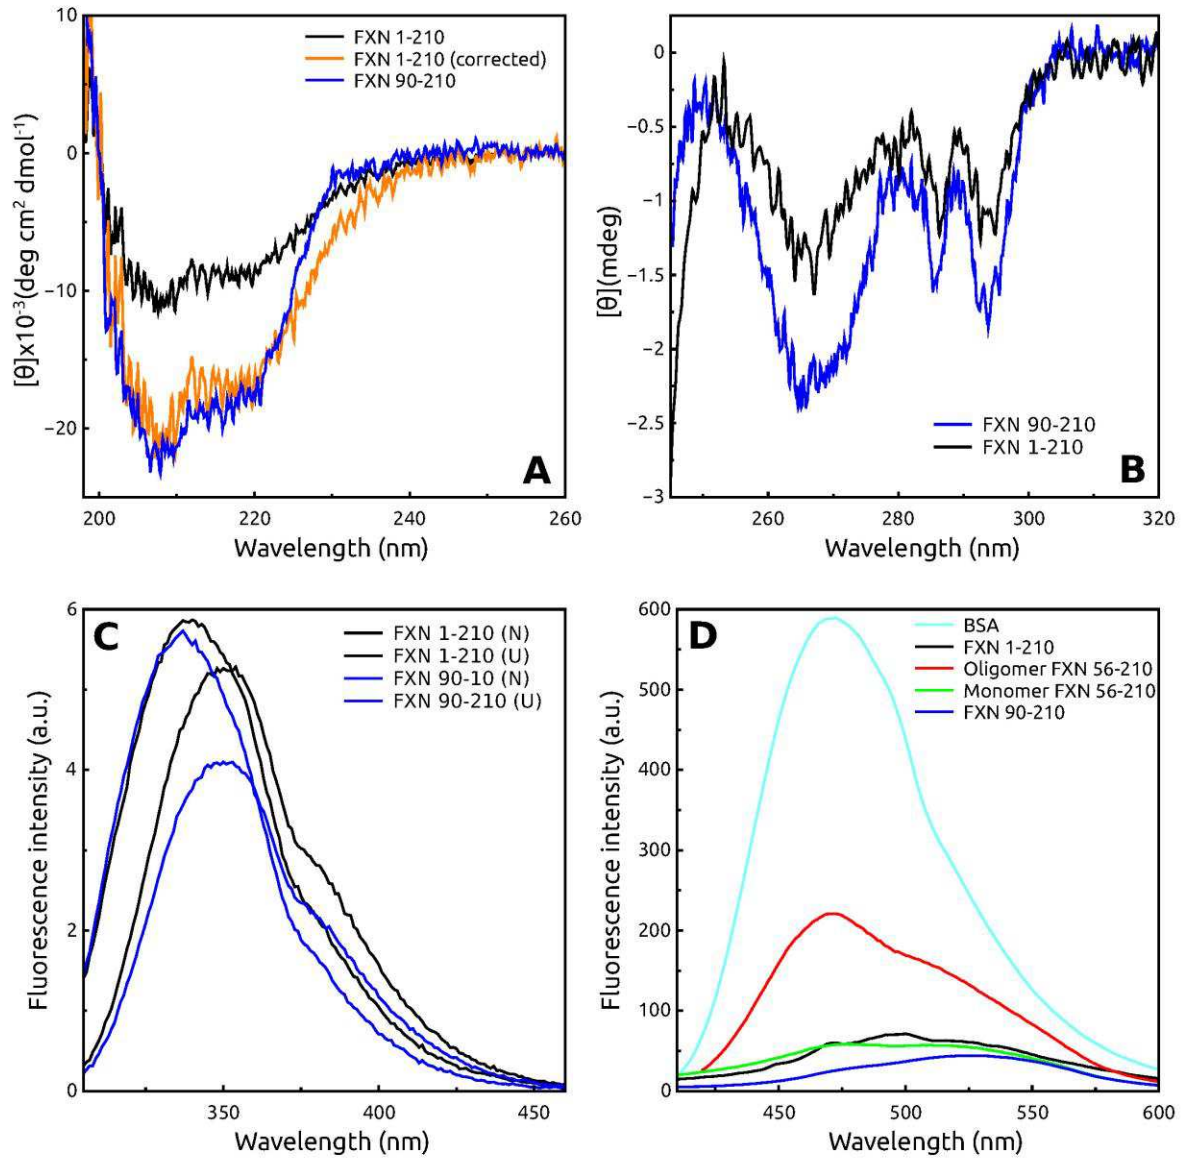 10
0
−10
−20
[θ]x10⁻³(deg cm² dmol⁻¹)
FXN 1-210
FXN 1-210 (corrected)
FXN 90-210
A
200
220
240
260
Wavelength (nm)
0
−0.5
−1
−1.5
−2
−2.5
−3
[θ](mdeg)
FXN 90-210
FXN 1-210
B
260
280
300
320
Wavelength (nm)
6
4
2
0
Fluorescence intensity (a.u.)
C
FXN 1-210 (N)
FXN 1-210 (U)
FXN 90-10 (N)
FXN 90-210 (U)
350
400
450
Wavelength (nm)
600
500
400
300
200
100
0
Fluorescence intensity (a.u.)
D
BSA
FXN 1-210
Oligomer FXN 56-210
Monomer FXN 56-210
FXN 90-210
450
500
550
600
Wavelength (nm)